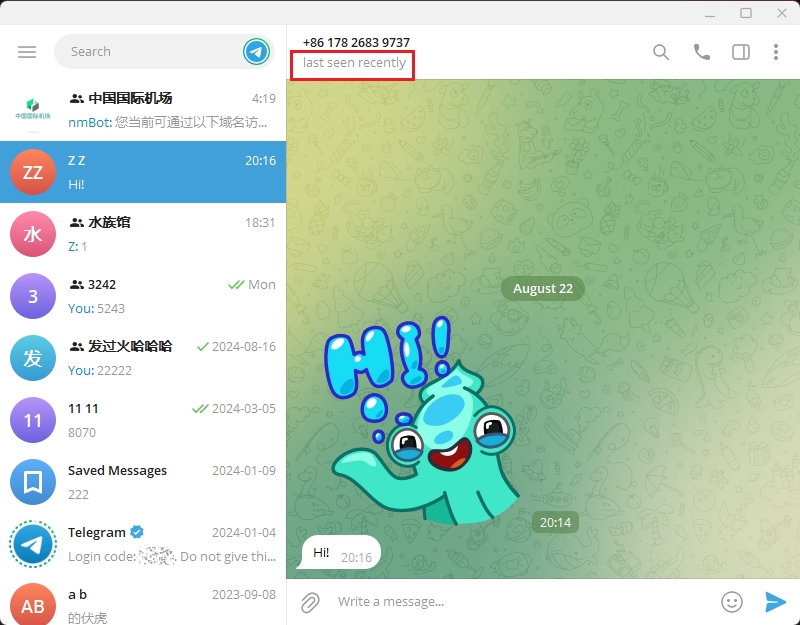 Search
中国国际机场
中国国际机场 4:19
nmBot: 您当前可通过以下域名访...
ZZ
Z Z 20:16
Hi!
水
水族馆 18:31
Z: 1
3
3242 Mon
You: 5243
发
发过火哈哈哈 2024-08-16
You: 22222
11
11 11 2024-03-05
8070
Saved Messages 2024-01-09
222
Telegram 2024-01-04
Login code: . Do not give thi...
AB
a b 2023-09-08
的伏虎
+86 178 2683 9737
last seen recently
August 22
HI!
20:14
Hi! 20:16
Write a message...